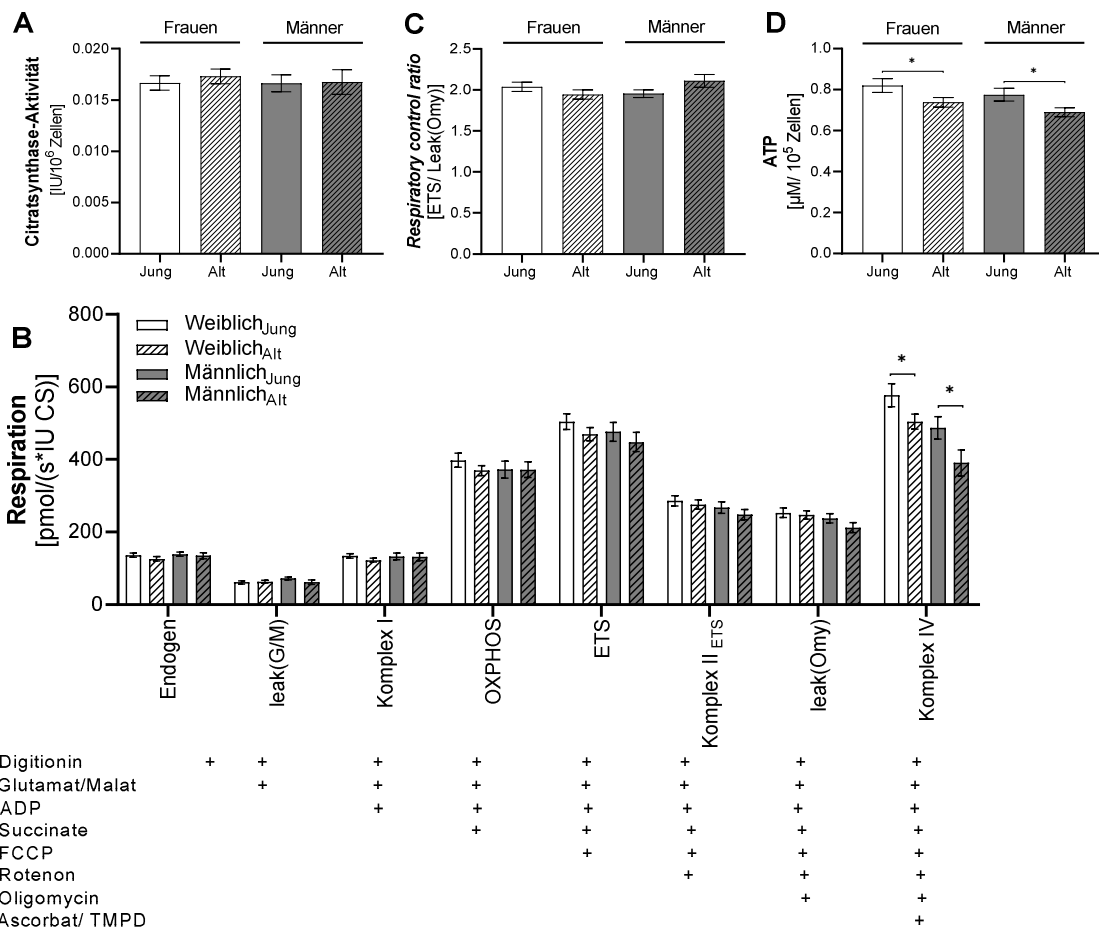 A
Frauen Männer
Citratsynthase-Aktivität
[IU/10⁶ Zellen]
0.020
0.015
0.010
0.005
0.000
Jung Alt Jung Alt
C
Frauen Männer
Respiratory control ratio
[ETS/ Leak(Omy)]
2.5
2.0
1.5
1.0
0.5
0.0
Jung Alt Jung Alt
D
Frauen Männer
ATP
[µM/ 10⁵ Zellen]
1.0
0.8
0.6
0.4
0.2
0.0
* *
Jung Alt Jung Alt
B
Respiration
[pmol/(s*IU CS)]
800
600
400
200
0
Weiblich Jung
Weiblich Alt
Männlich Jung
Männlich Alt
* *
Endogen
leak(G/M)
Komplex I
OXPHOS
ETS
Komplex II ETS
leak(Omy)
Komplex IV
Digitionin + + + + + + + +
Glutamat/Malat + + + + + + +
ADP + + + + + +
Succinate + + + + +
FCCP + + + +
Rotenon + + +
Oligomycin + +
Ascorbat/ TMPD +